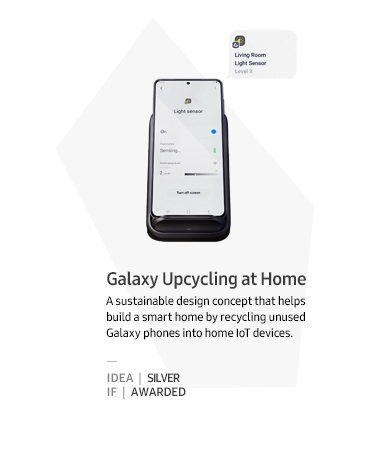 Living Room
Light Sensor
Level 3
Light sensor
On
Sensing...
2
Turn off screen
Galaxy Upcycling at Home
A sustainable design concept that helps
build a smart home by recycling unused
Galaxy phones into home IoT devices.
IDEA | SILVER
IF | AWARDED